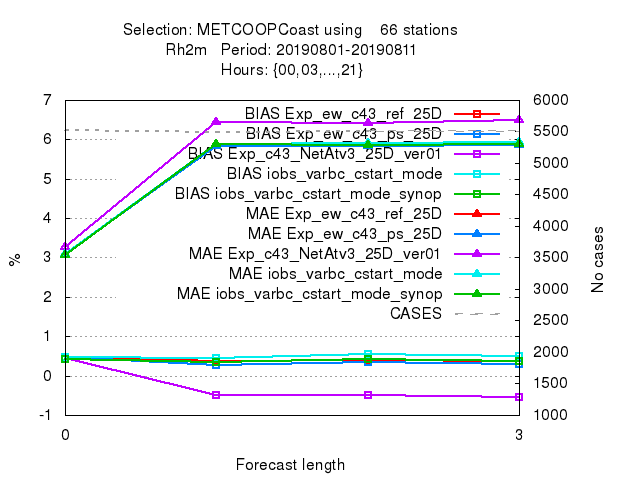 Selection: METCOOPCoast using 66 stations
Rh2m Period: 20190801-20190811
Hours: {00,03,...,21}
7 6000
BIAS Exp_ew_c43_ref_25D
BIAS Exp_ew_c43_ps_25D
BIAS Exp_c43_NetAtv3_25D_ver01
BIAS iobs_varbc_cstart_mode
BIAS iobs_varbc_cstart_mode_synop
MAE Exp_ew_c43_ref_25D
MAE Exp_ew_c43_ps_25D
MAE Exp_c43_NetAtv3_25D_ver01
MAE iobs_varbc_cstart_mode
MAE iobs_varbc_cstart_mode_synop
CASES
6
5
4
3
2
1
0
-1
5500
5000
4500
4000
3500
3000
2500
2000
1500
1000
%
No cases
0 3
Forecast length